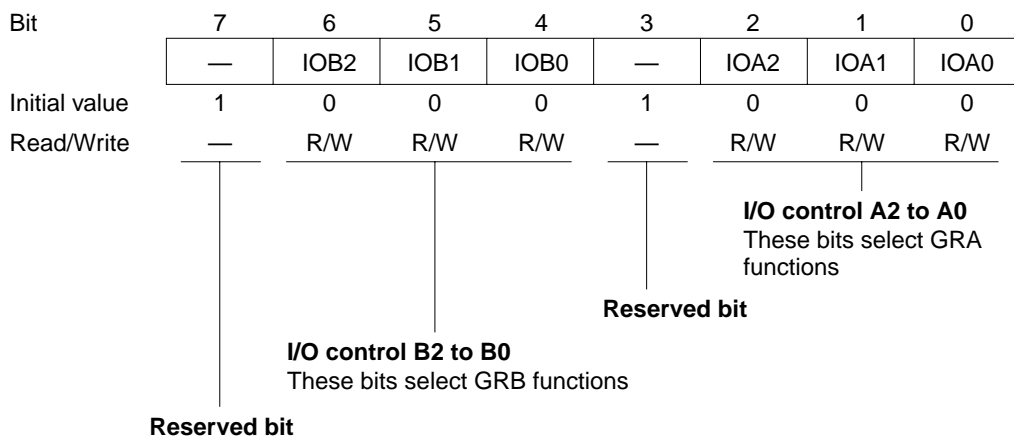 Bit 7 6 5 4 3 2 1 0
— IOB2 IOB1 IOB0 — IOA2 IOA1 IOA0
Initial value 1 0 0 0 1 0 0 0
Read/Write — R/W R/W R/W — R/W R/W R/W
I/O control A2 to A0
These bits select GRA
functions
Reserved bit
I/O control B2 to B0
These bits select GRB functions
Reserved bit